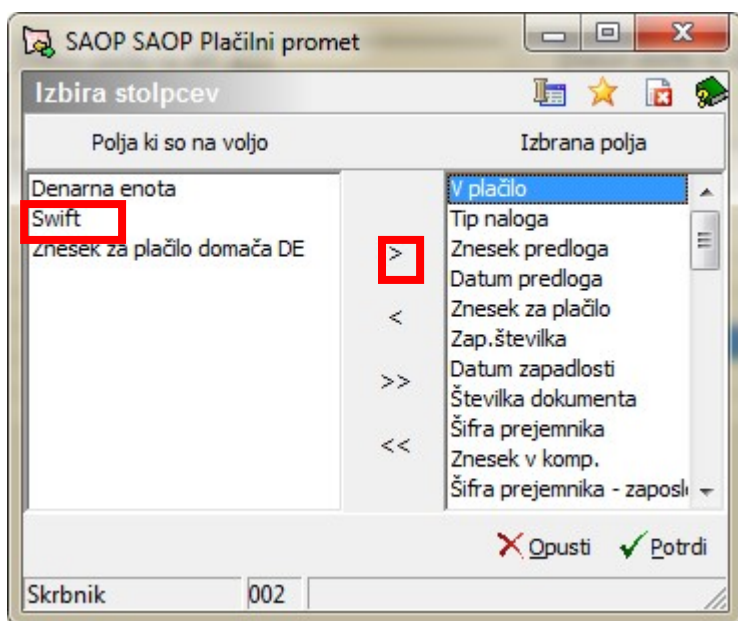 SAOP SAOP Plačilni promet
Izbira stolpcev
Polja ki so na voljo
Izbrana polja
Denarna enota
Swift
Znesek za plačilo domača DE
>
<
>>
<<
V plačilo
Tip naloga
Znesek predloga
Datum predloga
Znesek za plačilo
Zap.številka
Datum zapadlosti
Številka dokumenta
Šifra prejemnika
Znesek v komp.
Šifra prejemnika - zaposl
Opusti
Potrdi
Skrbnik
002